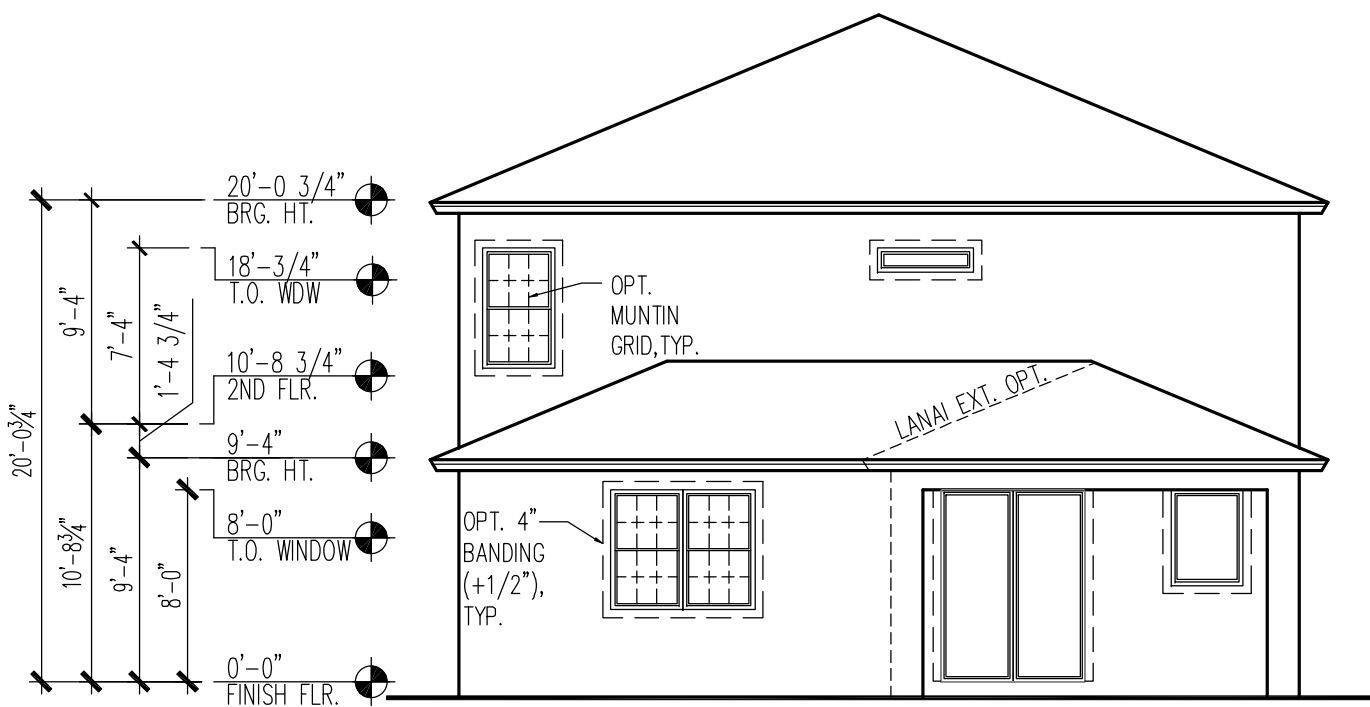 20'-0 3/4"
BRG. HT.
18'-3/4"
T.O. WDW
10'-8 3/4"
2ND FLR.
9'-4"
BRG. HT.
8'-0"
T.O. WINDOW
0'-0"
FINISH FLR.
20'-0¾"
9'-4"
10'-8¾"
7'-4"
1'-4 3/4"
9'-4"
8'-0"
OPT.
MUNTIN
GRID,TYP.
LANAI EXT. OPT.
OPT. 4"
BANDING
(+1/2"),
TYP.